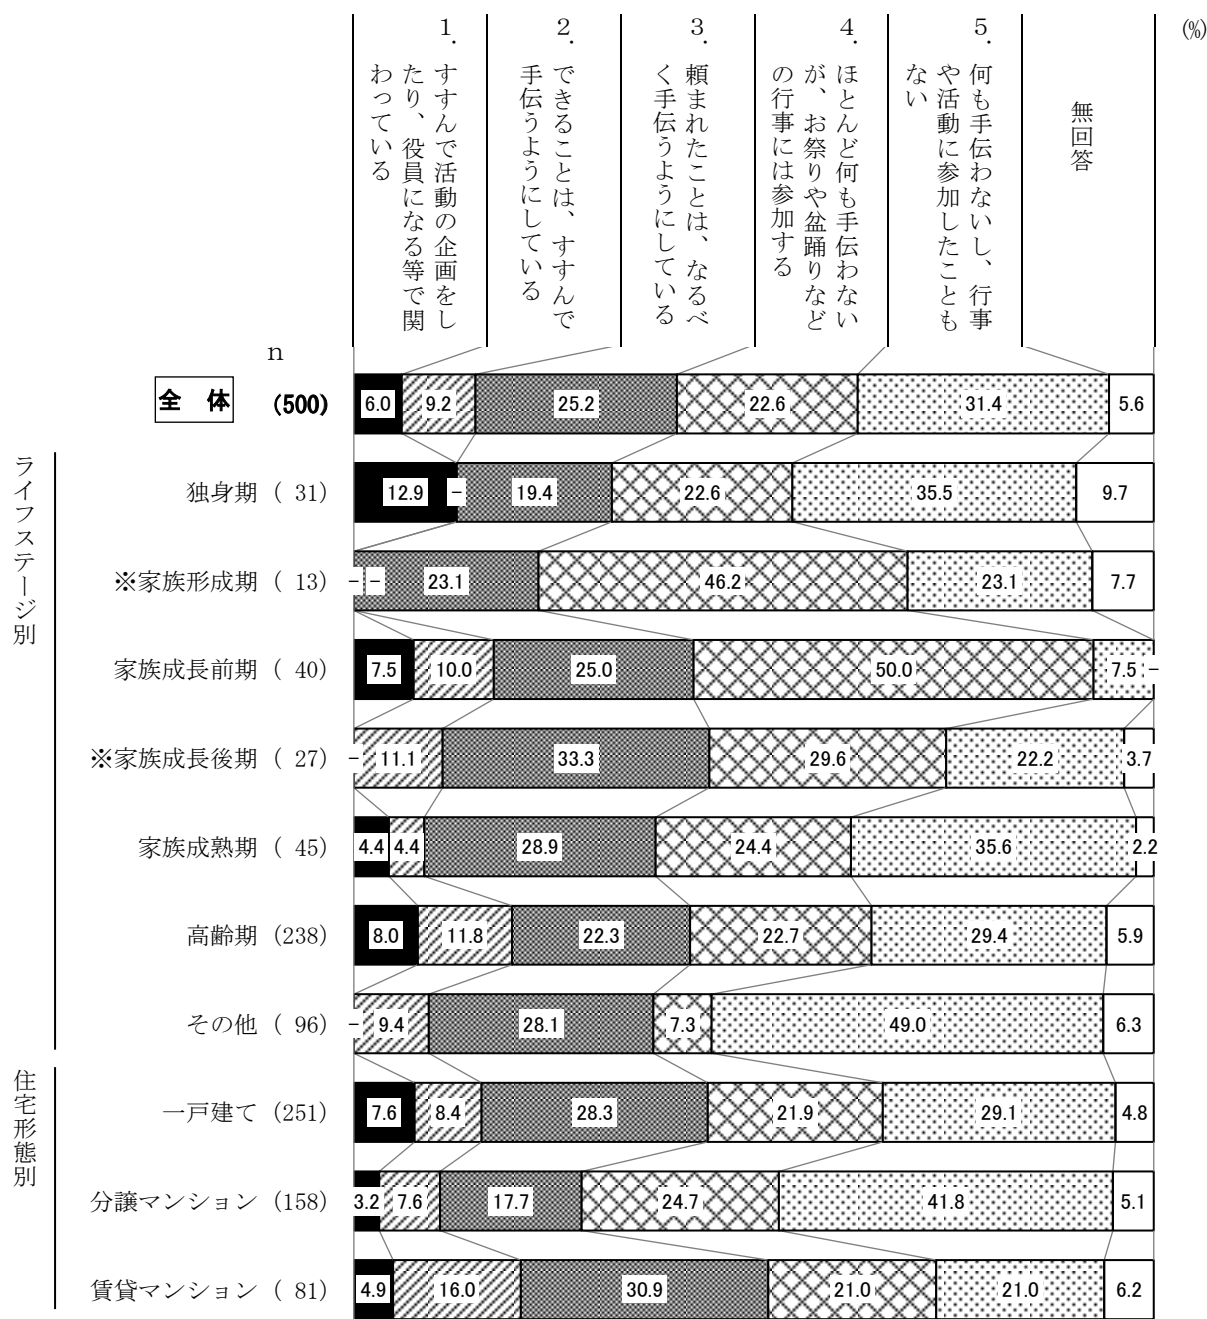 (%)
１．すすんで活動の企画をし
たり、役員になる等で関
わっている
２．できることは、すすんで
手伝うようにしている
３．頼まれたことは、なるべ
く手伝うようにしている
４．ほとんど何も手伝わない
が、お祭りや盆踊りなど
の行事には参加する
５．何も手伝わないし、行事
や活動に参加したことも
ない
無回答
n
全　体 (500) 6.0 9.2 25.2 22.6 31.4 5.6
ライフステージ別
独身期 ( 31) 12.9 - 19.4 22.6 35.5 9.7
※家族形成期 ( 13) - - 23.1 46.2 23.1 7.7
家族成長前期 ( 40) 7.5 10.0 25.0 50.0 7.5 -
※家族成長後期 ( 27) - 11.1 33.3 29.6 22.2 3.7
家族成熟期 ( 45) 4.4 4.4 28.9 24.4 35.6 2.2
高齢期 (238) 8.0 11.8 22.3 22.7 29.4 5.9
その他 ( 96) - 9.4 28.1 7.3 49.0 6.3
住宅形態別
一戸建て (251) 7.6 8.4 28.3 21.9 29.1 4.8
分譲マンション (158) 3.2 7.6 17.7 24.7 41.8 5.1
賃貸マンション ( 81) 4.9 16.0 30.9 21.0 21.0 6.2